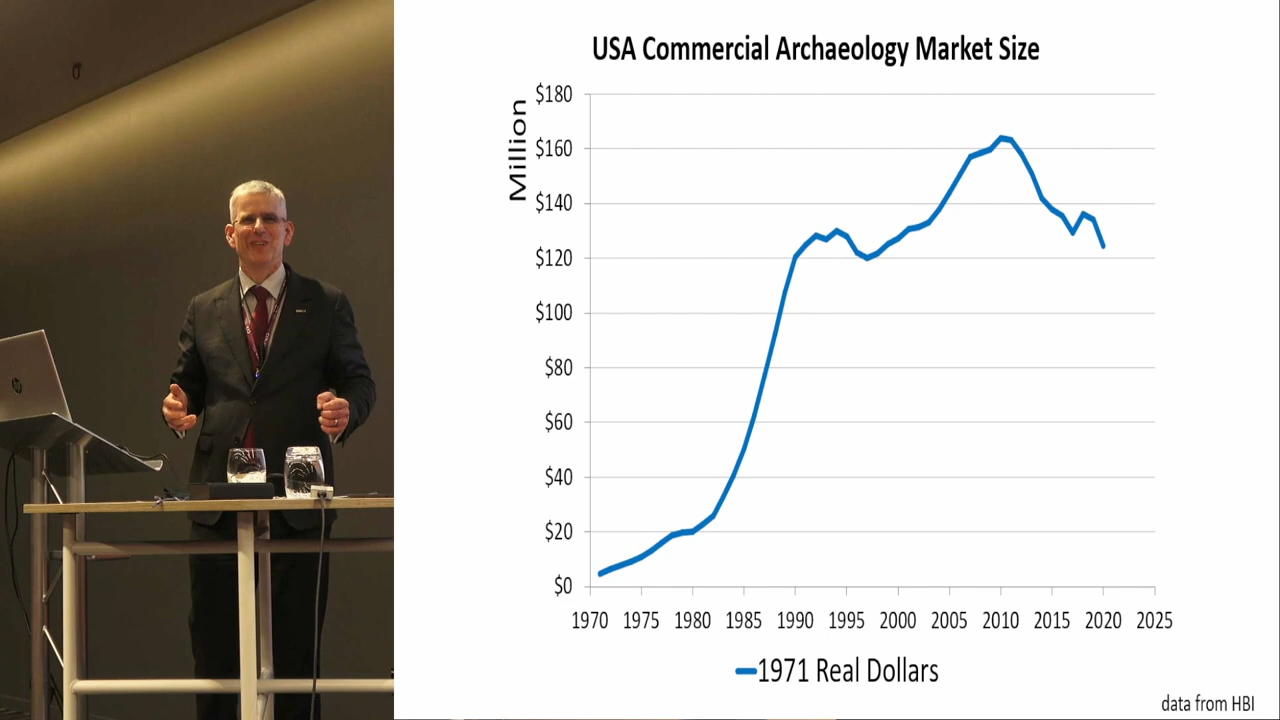 USA Commercial Archaeology Market Size
Million
$180
$160
$140
$120
$100
$80
$60
$40
$20
$0
1970 1975 1980 1985 1990 1995 2000 2005 2010 2015 2020 2025
1971 Real Dollars
data from HBI
hp